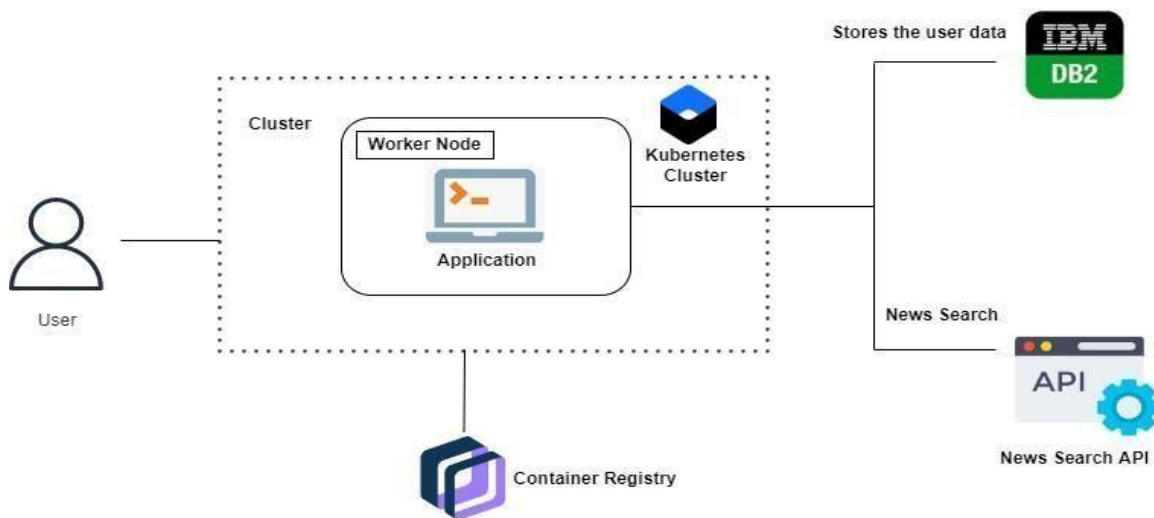 Stores the user data
IBM
DB2
Cluster
Worker Node
Kubernetes
Cluster
Application
User
News Search
API
News Search API
Container Registry